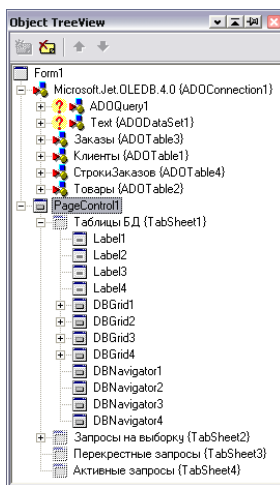 Object TreeView
Form1
Microsoft.Jet.OLEDB.4.0 {ADOConnection1}
ADOQuery1
Text {ADODataSet1}
Заказы {ADOTable3}
Клиенты {ADOTable1}
СтрокиЗаказов {ADOTable4}
Товары {ADOTable2}
PageControl1
Таблицы БД {TabSheet1}
Label1
Label2
Label3
Label4
DBGrid1
DBGrid2
DBGrid3
DBGrid4
DBNavigator1
DBNavigator2
DBNavigator3
DBNavigator4
Запросы на выборку {TabSheet2}
Перекрестные запросы {TabSheet3}
Активные запросы {TabSheet4}